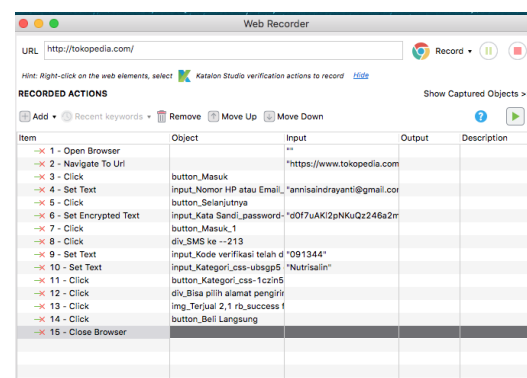 Web Recorder
URL http://tokopedia.com/ Record
Hint: Right-click on the web elements, select Katalon Studio verification actions to record Hide
RECORDED ACTIONS Show Captured Objects >
Add Recent keywords Remove Move Up Move Down ?
Item Object Input Output Description
1 - Open Browser ""
2 - Navigate To Url "https://www.tokopedia.com
3 - Click button_Masuk
4 - Set Text input_Nomor HP atau Email_ "annisaindrayanti@gmail.cor
5 - Click button_Selanjutnya
6 - Set Encrypted Text input_Kata Sandi_password- "d0f7uAKl2pNKuQz246a2m
7 - Click button_Masuk_1
8 - Click div_SMS ke --213
9 - Set Text input_Kode verifikasi telah d "091344"
10 - Set Text input_Kategori_css-ubsgp5 "Nutrisalin"
11 - Click button_Kategori_css-1czin5
12 - Click div_Bisa pilih alamat pengirir
13 - Click img_Terjual 2,1 rb_success f
14 - Click button_Beli Langsung
15 - Close Browser